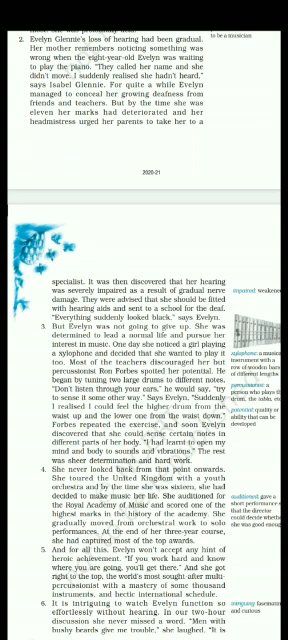 to be a musician
2. Evelyn Glennie's loss of hearing had been gradual.
Her mother remembers noticing something was
wrong when the eight-year-old Evelyn was waiting
to play the piano. "They called her name and she
didn't move. I suddenly realised she hadn't heard,"
says Isabel Glennie. For quite a while Evelyn
managed to conceal her growing deafness from
friends and teachers. But by the time she was
eleven her marks had deteriorated and her
headmistress urged her parents to take her to a
2020-21
specialist. It was then discovered that her hearing
was severely impaired as a result of gradual nerve
damage. They were advised that she should be fitted
with hearing aids and sent to a school for the deaf.
"Everything suddenly looked black," says Evelyn.
impaired: weakene
3. But Evelyn was not going to give up. She was
determined to lead a normal life and pursue her
interest in music. One day she noticed a girl playing
a xylophone and decided that she wanted to play it
too. Most of the teachers discouraged her but
percussionist Ron Forbes spotted her potential. He
began by tuning two large drums to different notes.
"Don't listen through your ears," he would say, "try
to sense it some other way." Says Evelyn, "Suddenly
I realised I could feel the higher drum from the
waist up and the lower one from the waist down."
Forbes repeated the exercise, and soon Evelyn
discovered that she could sense certain notes in
different parts of her body. "I had learnt to open my
mind and body to sounds and vibrations." The rest
was sheer determination and hard work.
xylophone: a musica
instrument with a
row of wooden bars
of different lengths
percussionist: a
person who plays th
drum, the tabla, etc
potential: quality or
ability that can be
developed
4. She never looked back from that point onwards.
She toured the United Kingdom with a youth
orchestra and by the time she was sixteen, she had
decided to make music her life. She auditioned for
the Royal Academy of Music and scored one of the
highest marks in the history of the academy. She
gradually moved from orchestral work to solo
performances. At the end of her three-year course,
she had captured most of the top awards.
auditioned: gave a
short performance s
that the director
could decide whethe
she was good enoug
5. And for all this, Evelyn won't accept any hint of
heroic achievement. "If you work hard and know
where you are going, you'll get there." And she got
right to the top, the world's most sought-after multi-
percussionist with a mastery of some thousand
instruments, and hectic international schedule.
6. It is intriguing to watch Evelyn function so
effortlessly without hearing. In our two-hour
discussion she never missed a word. "Men with
bushy beards give me trouble," she laughed. "It is
intriguing: fascinatin
and curious